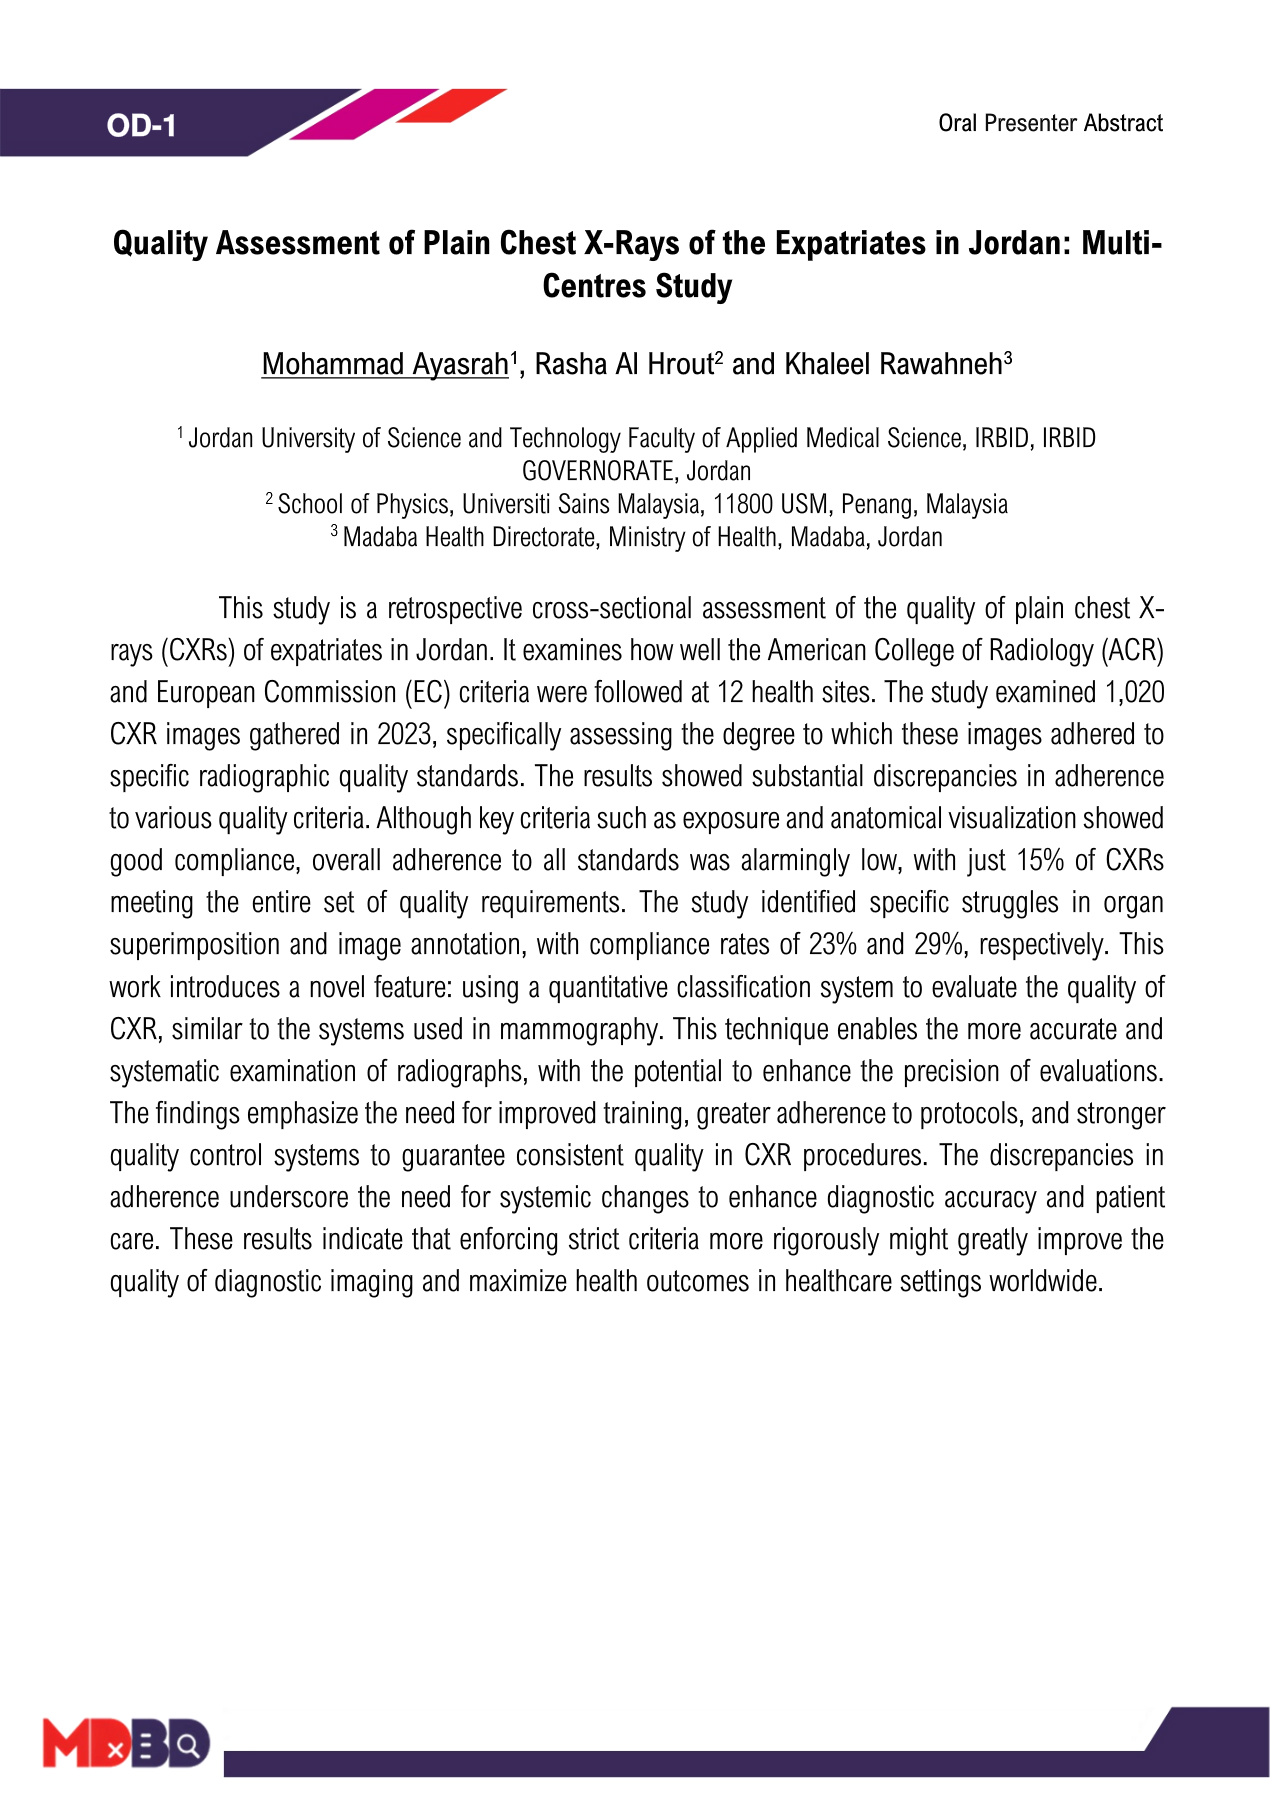 OD-1
Oral Presenter Abstract
Quality Assessment of Plain Chest X-Rays of the Expatriates in Jordan: Multi-
Centres Study
Mohammad Ayasrah¹, Rasha Al Hrout² and Khaleel Rawahneh³
¹ Jordan University of Science and Technology Faculty of Applied Medical Science, IRBID, IRBID
GOVERNORATE, Jordan
² School of Physics, Universiti Sains Malaysia, 11800 USM, Penang, Malaysia
³ Madaba Health Directorate, Ministry of Health, Madaba, Jordan
This study is a retrospective cross-sectional assessment of the quality of plain chest X-
rays (CXRs) of expatriates in Jordan. It examines how well the American College of Radiology (ACR)
and European Commission (EC) criteria were followed at 12 health sites. The study examined 1,020
CXR images gathered in 2023, specifically assessing the degree to which these images adhered to
specific radiographic quality standards. The results showed substantial discrepancies in adherence
to various quality criteria. Although key criteria such as exposure and anatomical visualization showed
good compliance, overall adherence to all standards was alarmingly low, with just 15% of CXRs
meeting the entire set of quality requirements. The study identified specific struggles in organ
superimposition and image annotation, with compliance rates of 23% and 29%, respectively. This
work introduces a novel feature: using a quantitative classification system to evaluate the quality of
CXR, similar to the systems used in mammography. This technique enables the more accurate and
systematic examination of radiographs, with the potential to enhance the precision of evaluations.
The findings emphasize the need for improved training, greater adherence to protocols, and stronger
quality control systems to guarantee consistent quality in CXR procedures. The discrepancies in
adherence underscore the need for systemic changes to enhance diagnostic accuracy and patient
care. These results indicate that enforcing strict criteria more rigorously might greatly improve the
quality of diagnostic imaging and maximize health outcomes in healthcare settings worldwide.
MDBD